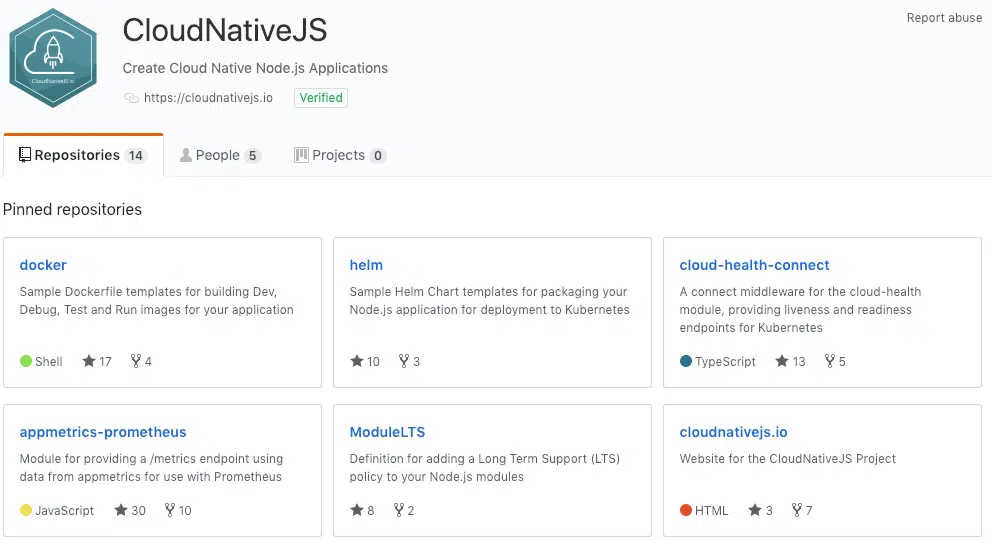 CloudNativeJS
Report abuse
Create Cloud Native Node.js Applications
CloudNativeJS.io
https://cloudnativejs.io Verified
Repositories 14 People 5 Projects 0
Pinned repositories
docker
Sample Dockerfile templates for building Dev,
Debug, Test and Run images for your application
Shell 17 4
helm
Sample Helm Chart templates for packaging your
Node.js application for deployment to Kubernetes
10 3
cloud-health-connect
A connect middleware for the cloud-health
module, providing liveness and readiness
endpoints for Kubernetes
TypeScript 13 5
appmetrics-prometheus
Module for providing a /metrics endpoint using
data from appmetrics for use with Prometheus
JavaScript 30 10
ModuleLTS
Definition for adding a Long Term Support (LTS)
policy to your Node.js modules
8 2
cloudnativejs.io
Website for the CloudNativeJS Project
HTML 3 7